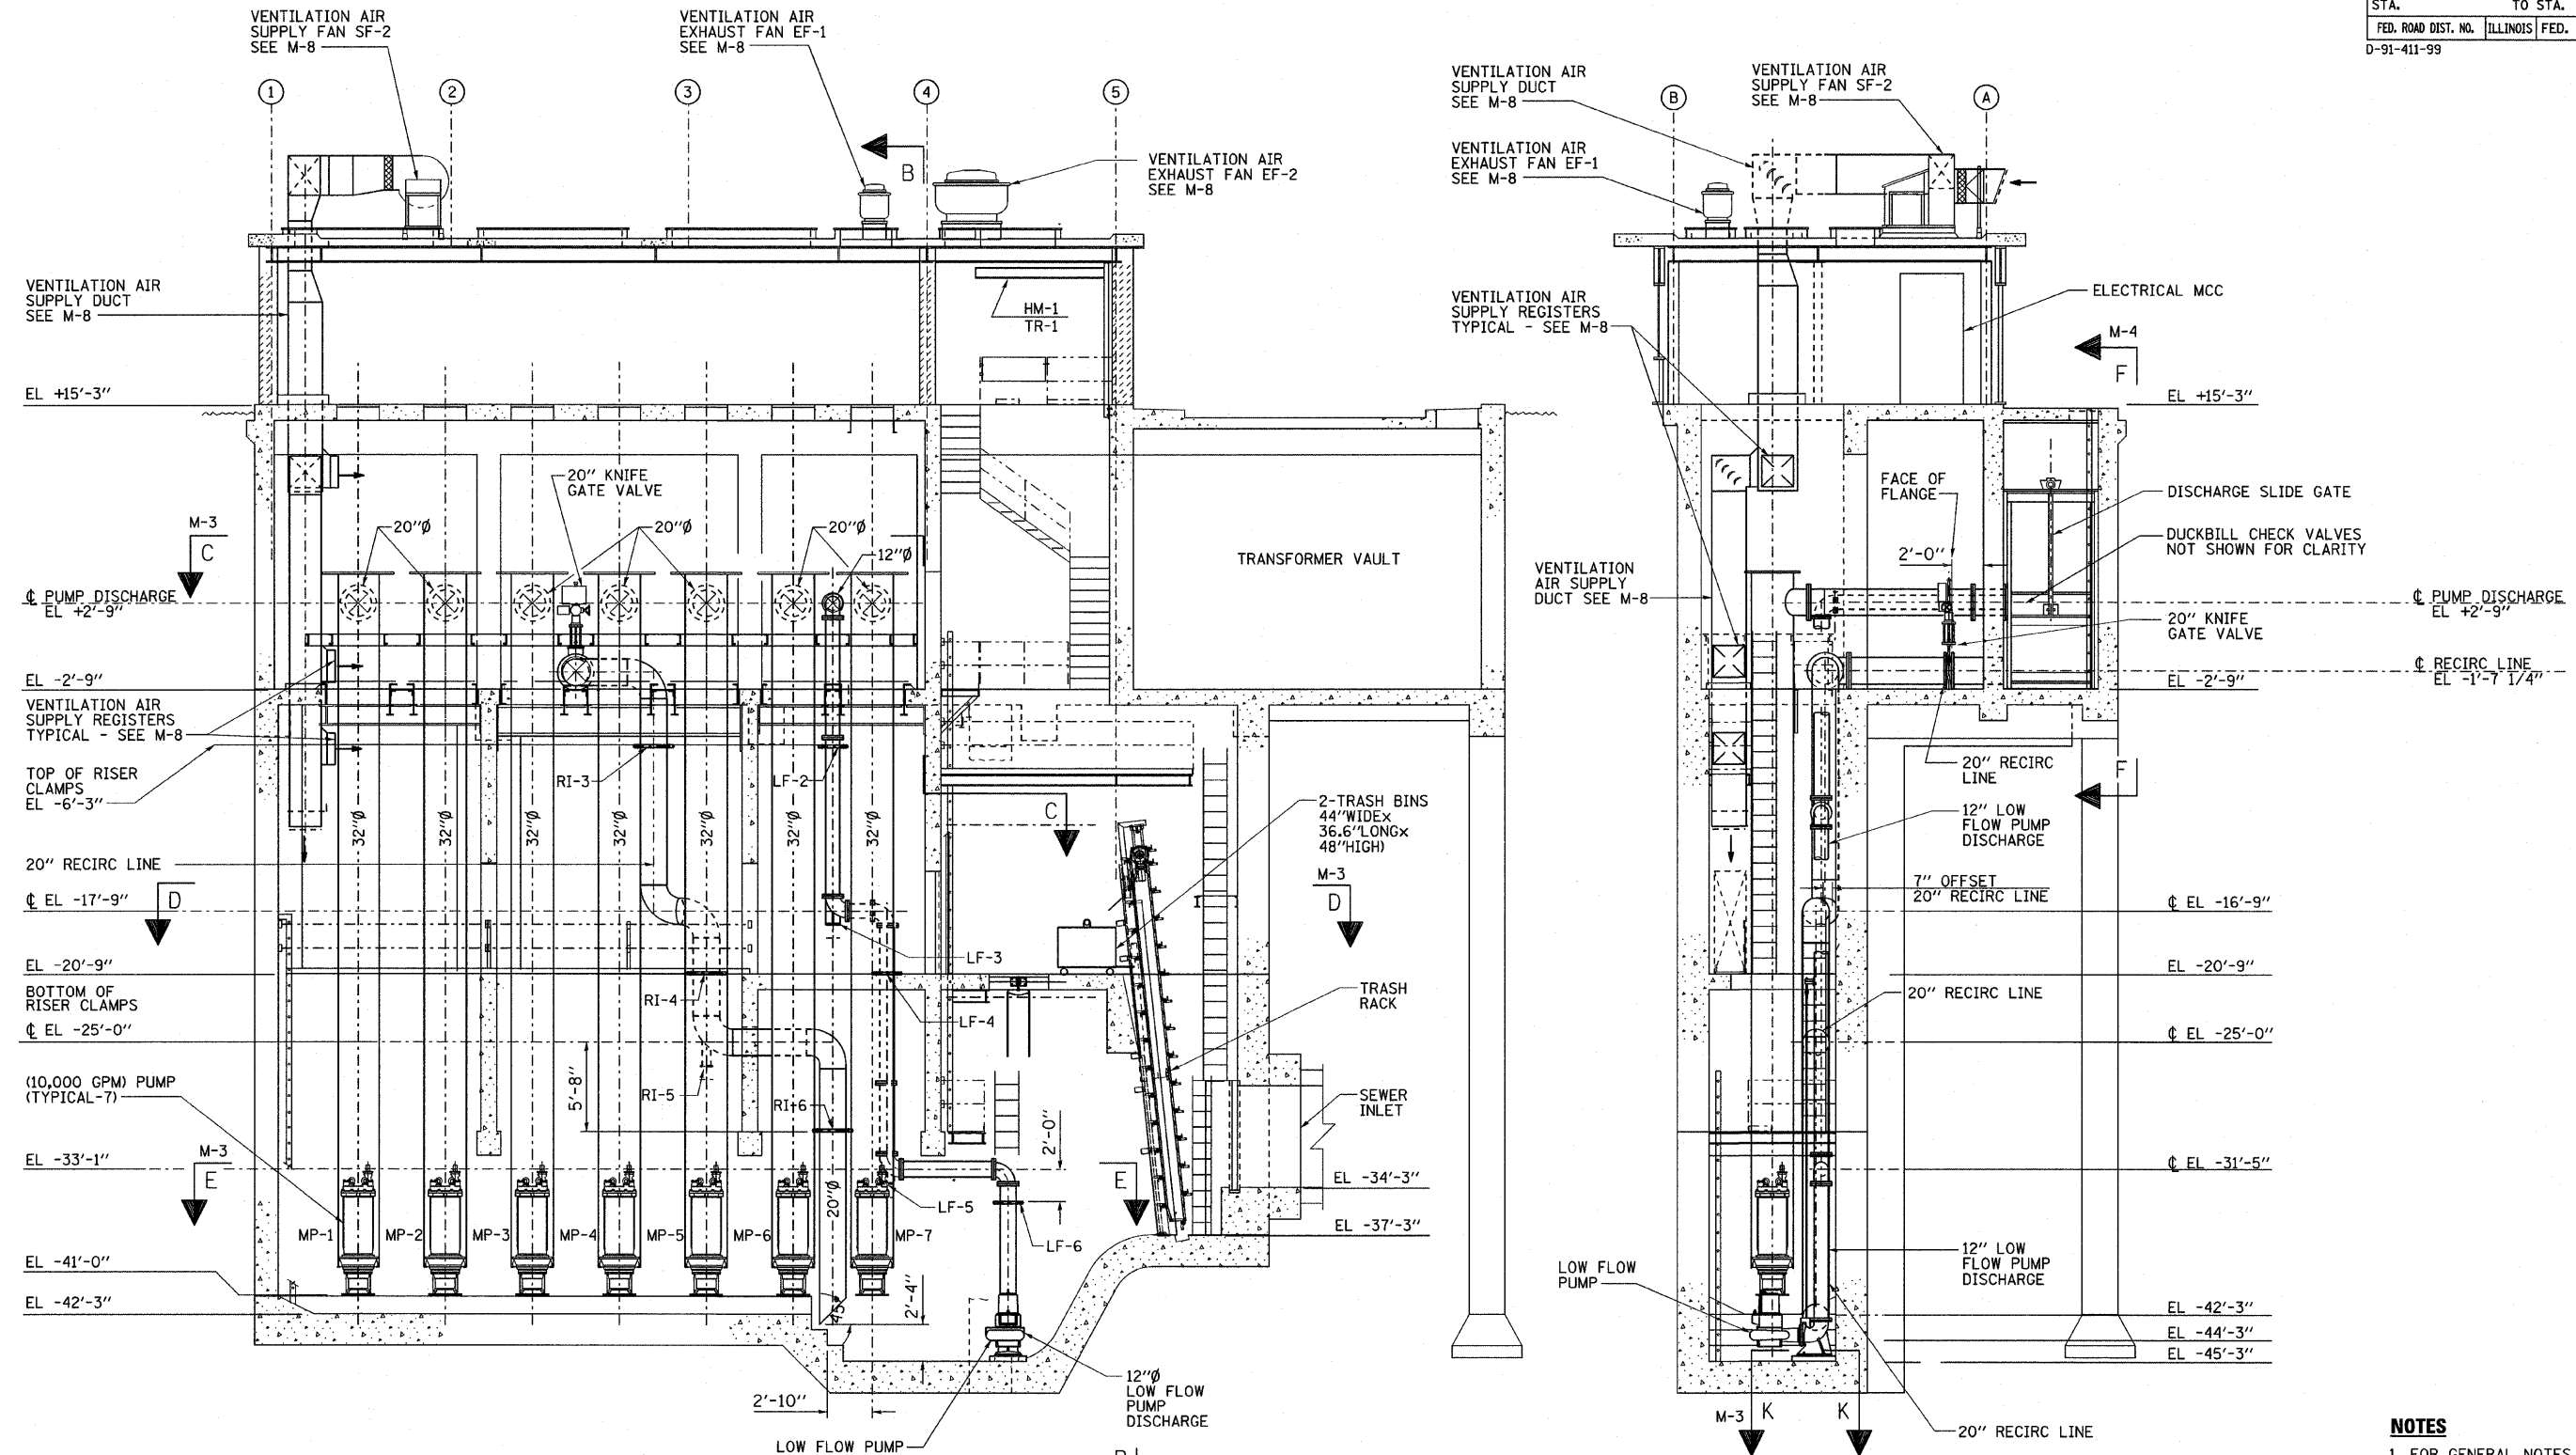 STA. TO STA.
FED. ROAD DIST. NO. ILLINOIS FED.
D-91-411-99
VENTILATION AIR
SUPPLY FAN SF-2
SEE M-8
VENTILATION AIR
EXHAUST FAN EF-1
SEE M-8
1
2
3
4
5
B
VENTILATION AIR
EXHAUST FAN EF-2
SEE M-8
VENTILATION AIR
SUPPLY DUCT
SEE M-8
HM-1
TR-1
EL +15'-3"
20" KNIFE
GATE VALVE
M-3
C
20"Ø
20"Ø
20"Ø
12"Ø
TRANSFORMER VAULT
℄ PUMP DISCHARGE
EL +2'-9"
EL -2'-9"
VENTILATION AIR
SUPPLY REGISTERS
TYPICAL - SEE M-8
TOP OF RISER
CLAMPS
EL -6'-3"
RI-3
LF-2
32"Ø
32"Ø
32"Ø
32"Ø
32"Ø
32"Ø
32"Ø
C
2-TRASH BINS
44"WIDEx
36.6"LONGx
48"HIGH)
20" RECIRC LINE
℄ EL -17'-9"
D
M-3
D
LF-3
EL -20'-9"
BOTTOM OF
RISER CLAMPS
RI-4
LF-4
TRASH
RACK
℄ EL -25'-0"
(10,000 GPM) PUMP
(TYPICAL-7)
5'-8"
RI-5
RI-6
SEWER
INLET
2'-0"
EL -33'-1"
M-3
E
E
EL -34'-3"
20"Ø
LF-5
MP-1
MP-2
MP-3
MP-4
MP-5
MP-6
MP-7
LF-6
EL -37'-3"
EL -41'-0"
EL -42'-3"
45°
2'-4"
2'-10"
12"Ø
LOW FLOW
PUMP
DISCHARGE
LOW FLOW PUMP
VENTILATION AIR
SUPPLY DUCT
SEE M-8
VENTILATION AIR
SUPPLY FAN SF-2
SEE M-8
B
A
VENTILATION AIR
EXHAUST FAN EF-1
SEE M-8
VENTILATION AIR
SUPPLY REGISTERS
TYPICAL - SEE M-8
ELECTRICAL MCC
M-4
F
EL +15'-3"
FACE OF
FLANGE
DISCHARGE SLIDE GATE
DUCKBILL CHECK VALVES
NOT SHOWN FOR CLARITY
2'-0"
VENTILATION
AIR SUPPLY
DUCT SEE M-8
℄ PUMP DISCHARGE
EL +2'-9"
20" KNIFE
GATE VALVE
℄ RECIRC LINE
EL -1'-7 1/4"
EL -2'-9"
20" RECIRC
LINE
F
12" LOW
FLOW PUMP
DISCHARGE
7" OFFSET
20" RECIRC LINE
℄ EL -16'-9"
EL -20'-9"
20" RECIRC LINE
℄ EL -25'-0"
℄ EL -31'-5"
LOW FLOW
PUMP
12" LOW
FLOW PUMP
DISCHARGE
EL -42'-3"
EL -44'-3"
EL -45'-3"
M-3
K
K
20" RECIRC LINE
NOTES
1. FOR GENERAL NOTES